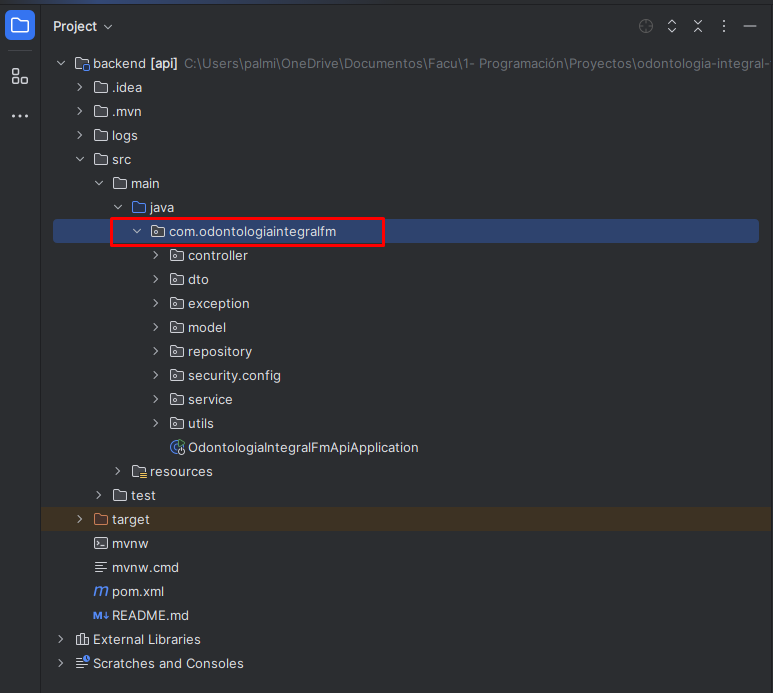 Project
backend [api] C:\Users\palmi\OneDrive\Documentos\Facu\1- Programación\Proyectos\odontologia-integral-
.idea
.mvn
logs
src
main
java
com.odontologiaintegralfm
controller
dto
exception
model
repository
security.config
service
utils
OdontologiaIntegralFmApiApplication
resources
test
target
mvnw
mvnw.cmd
m pom.xml
M↓ README.md
External Libraries
Scratches and Consoles